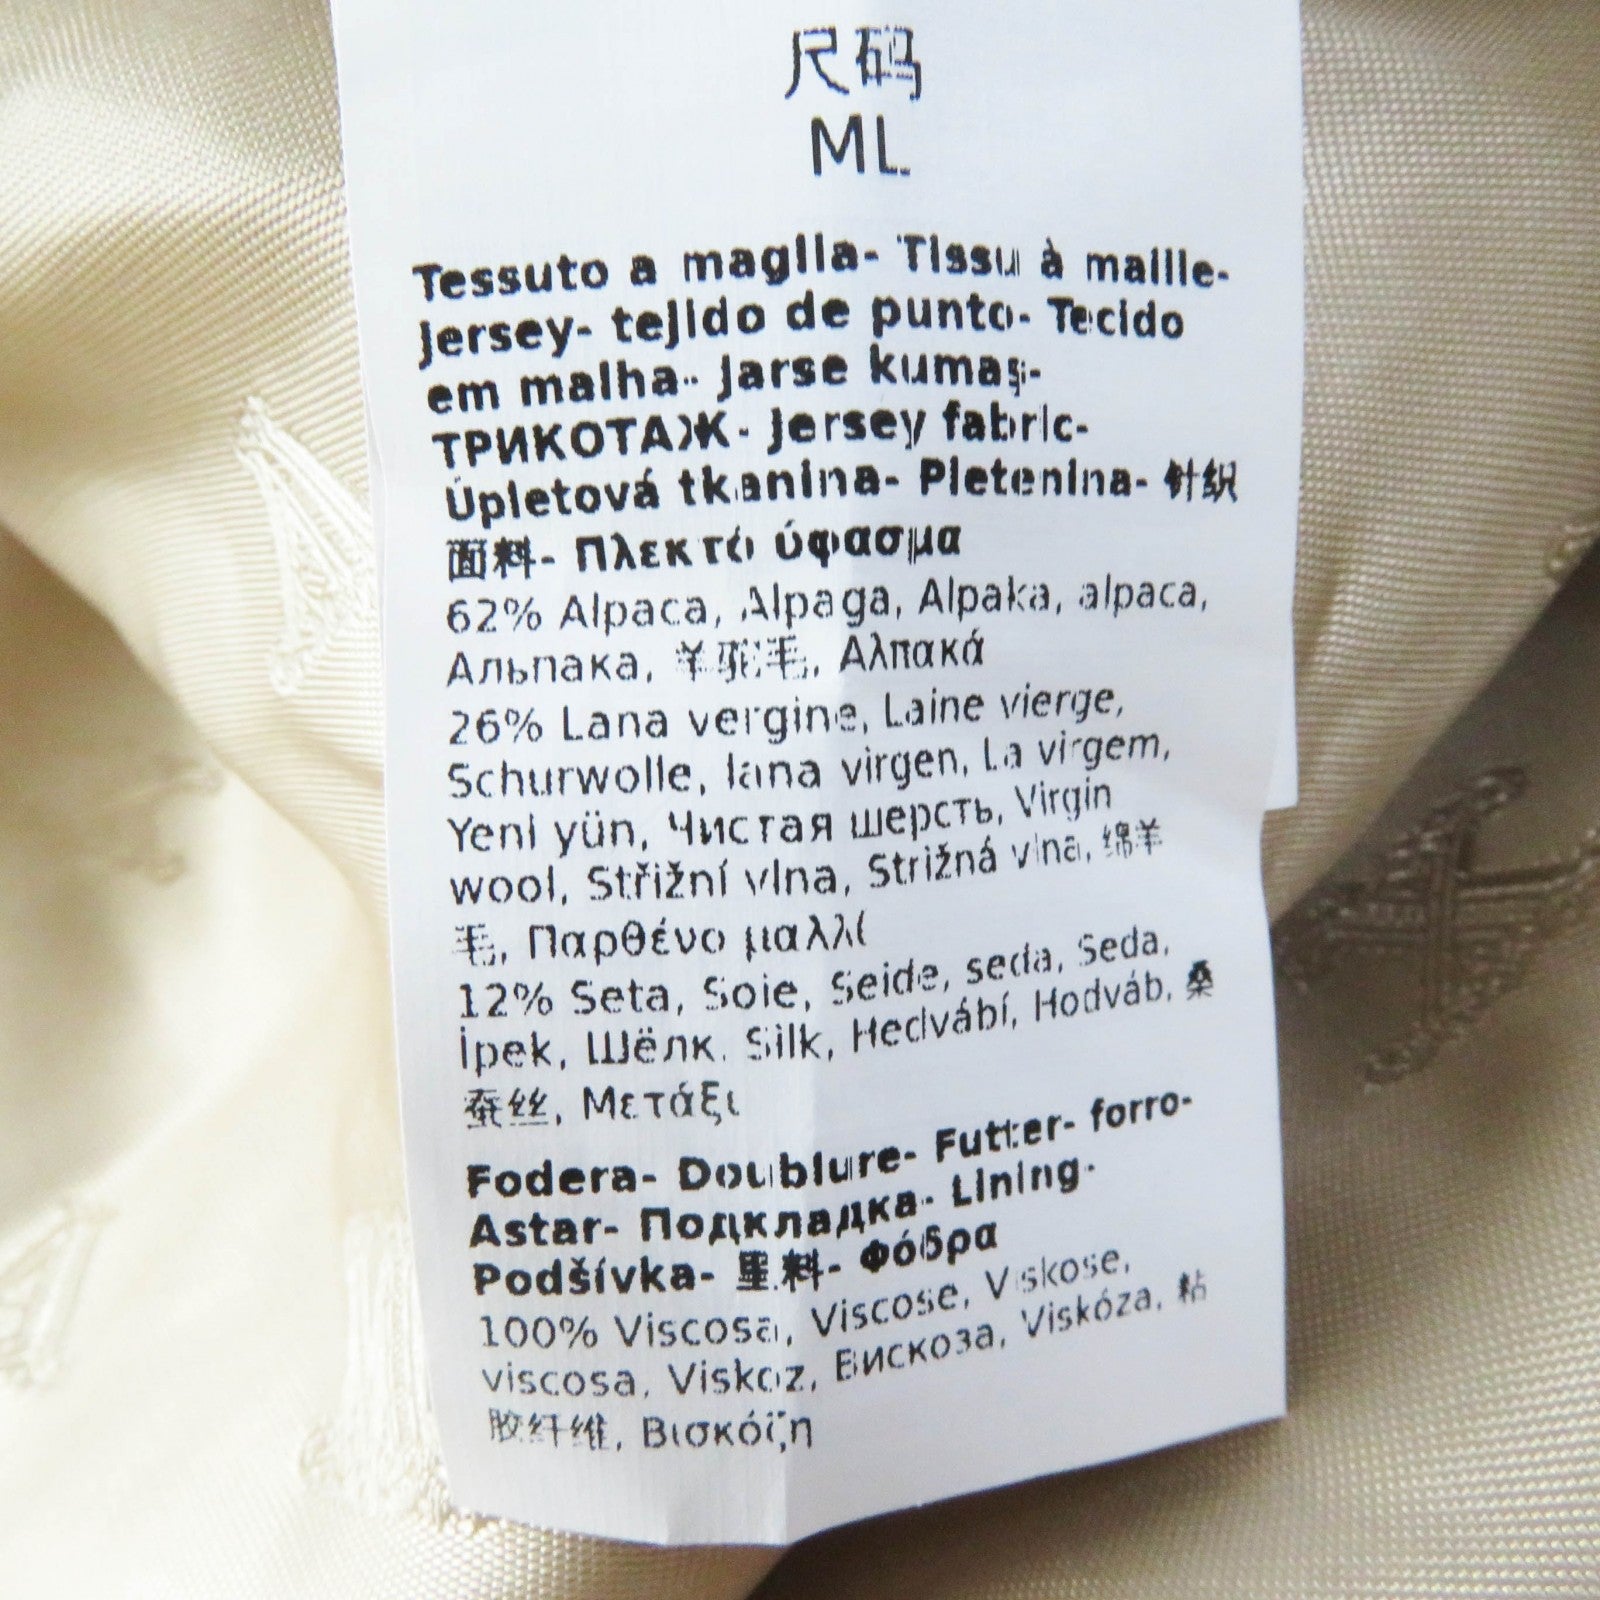 尺码
ML
Tessuto a maglia- Tissu à maille-
Jersey- tejido de punto- Tecido
em malha- Jarse kumaş-
ТРИКОТАЖ- Jersey fabric-
Úpletová tkanina- Pletenina- 针织
面料- Πλεκτό ύφασμα
62% Alpaca, Alpaga, Alpaka, alpaca,
Альпака, 羊驼毛, Αλπακά
26% Lana vergine, Laine vierge,
Schurwolle, lana virgen, La virgem,
Yeni yün, Чистая шерсть, Virgin
wool, Střižní vlna, Strižná vlna, 绵羊
毛, Παρθένο μαλλί
12% Seta, Soie, Seide, seda, Seda,
İpek, Шёлк, Silk, Hedvábí, Hodváb, 桑
蚕丝, Μετάξι
Fodera- Doublure- Futter- forro-
Astar- Подкладка- Lining-
Podšívka- 里料- Φόδρα
100% Viscosa, Viscose, Viskose,
viscosa, Viskoz, Вискоза, Viskóza, 粘
胶纤维, Βισκόζη